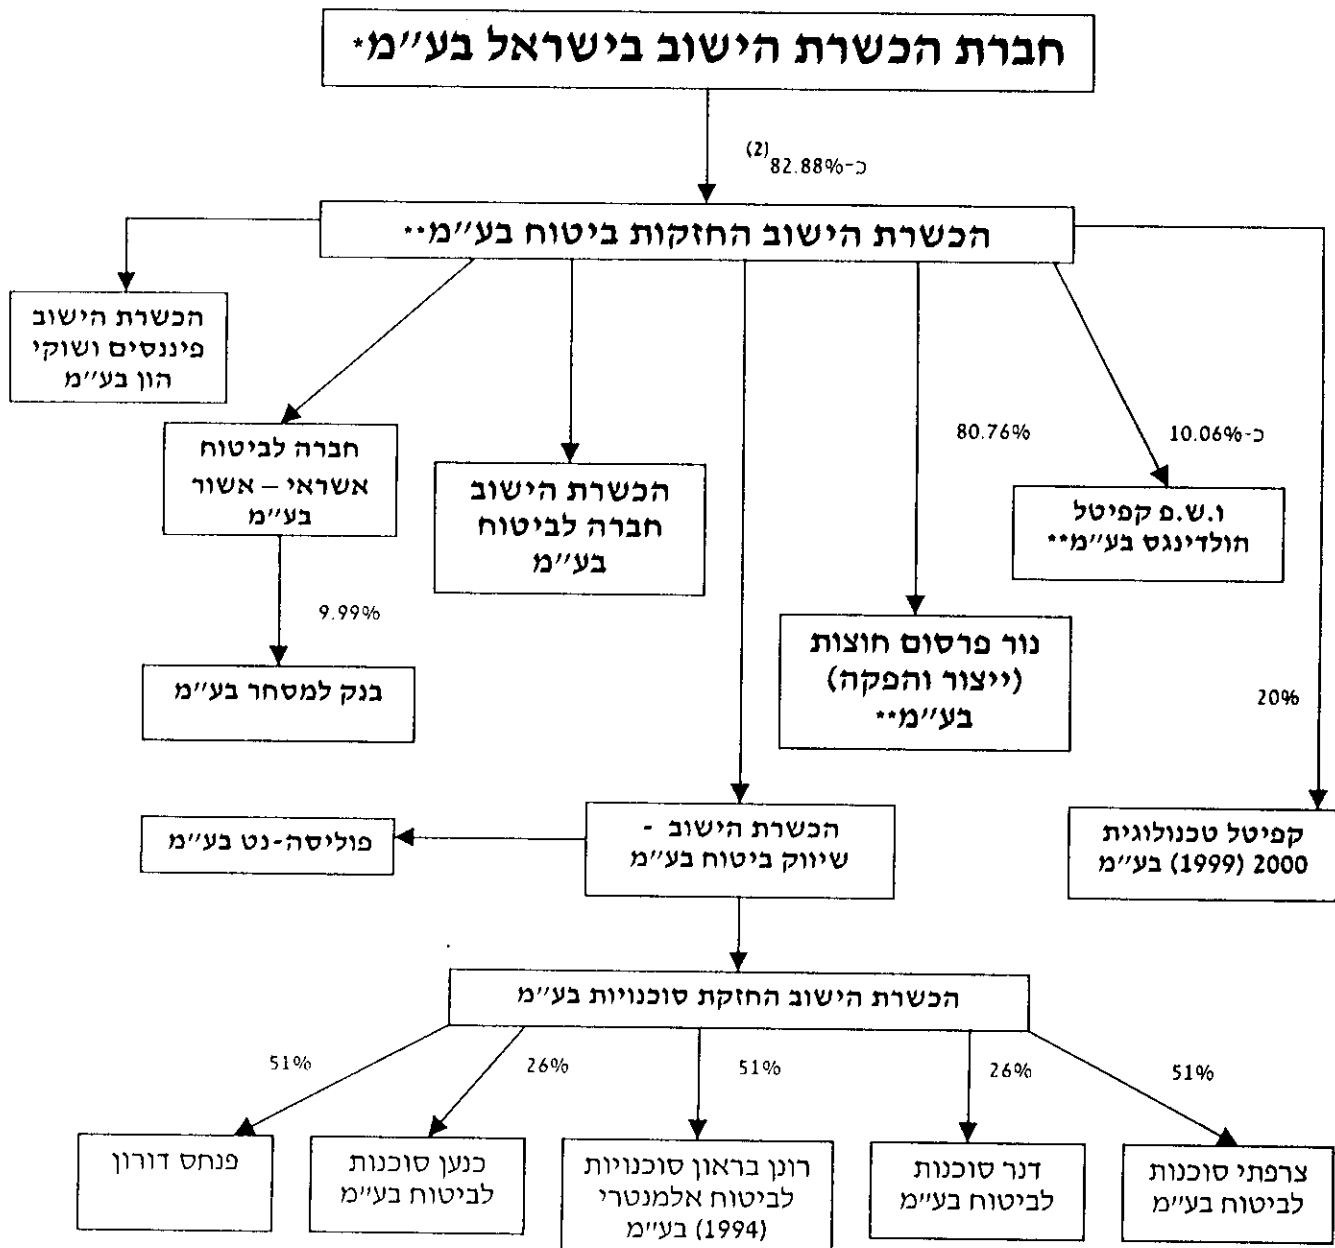 חברת הכשרת הישוב בישראל בע"מ*
(2) כ-82.88%
הכשרת הישוב החזקות ביטוח בע"מ**
הכשרת הישוב
פיננסים ושוקי
הון בע"מ
חברה לביטוח
אשראי – אשור
בע"מ
9.99%
בנק למסחר בע"מ
הכשרת הישוב
חברה לביטוח
בע"מ
80.76%
נור פרסום חוצות
(ייצור והפקה)
בע"מ**
כ-10.06%
ו.ש.פ קפיטל
הולדינגס בע"מ**
20%
קפיטל טכנולוגית
2000 (1999) בע"מ
הכשרת הישוב -
שיווק ביטוח בע"מ
פוליסה-נט בע"מ
הכשרת הישוב החזקת סוכנויות בע"מ
51%
26%
51%
26%
51%
צרפתי סוכנות
לביטוח בע"מ
דנר סוכנות
לביטוח בע"מ
רונן בראון סוכנויות
לביטוח אלמנטרי
(1994) בע"מ
כנען סוכנות
לביטוח בע"מ
פנחס דורון